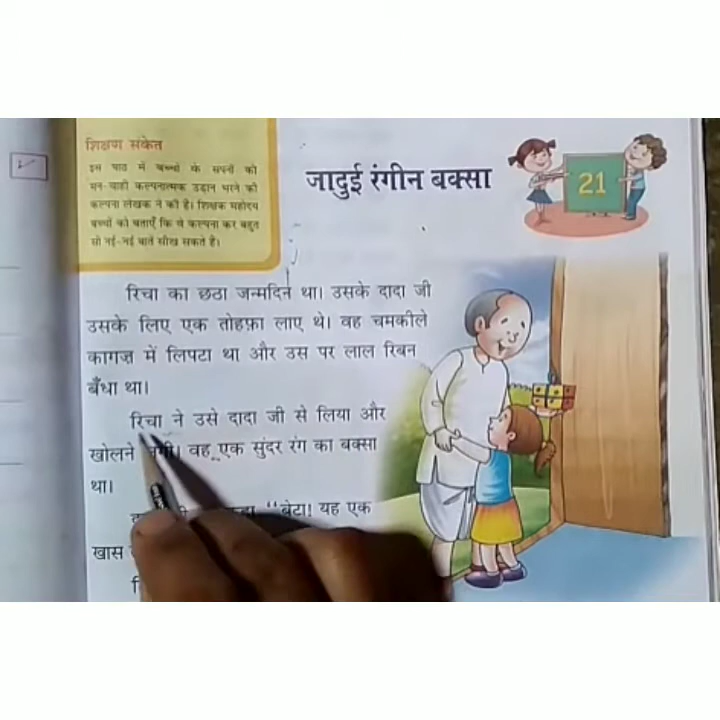 शिक्षण संकेत
इस पाठ में बच्चों के सपनों को
मन-चाही कल्पनात्मक उड़ान भरने की
कल्पना लेखक ने की है। शिक्षक महोदय
बच्चों को बताएँ कि वे कल्पना कर बहुत
सी नई-नई बातें सीख सकते हैं।
जादुई रंगीन बक्सा
21
रिचा का छठा जन्मदिन था। उसके दादा जी
उसके लिए एक तोहफ़ा लाए थे। वह चमकीले
कागज़ में लिपटा था और उस पर लाल रिबन
बँधा था।
रिचा ने उसे दादा जी से लिया और
खोलने लगी। वह एक सुंदर रंग का बक्सा
था।
"बेटा! यह एक
खास